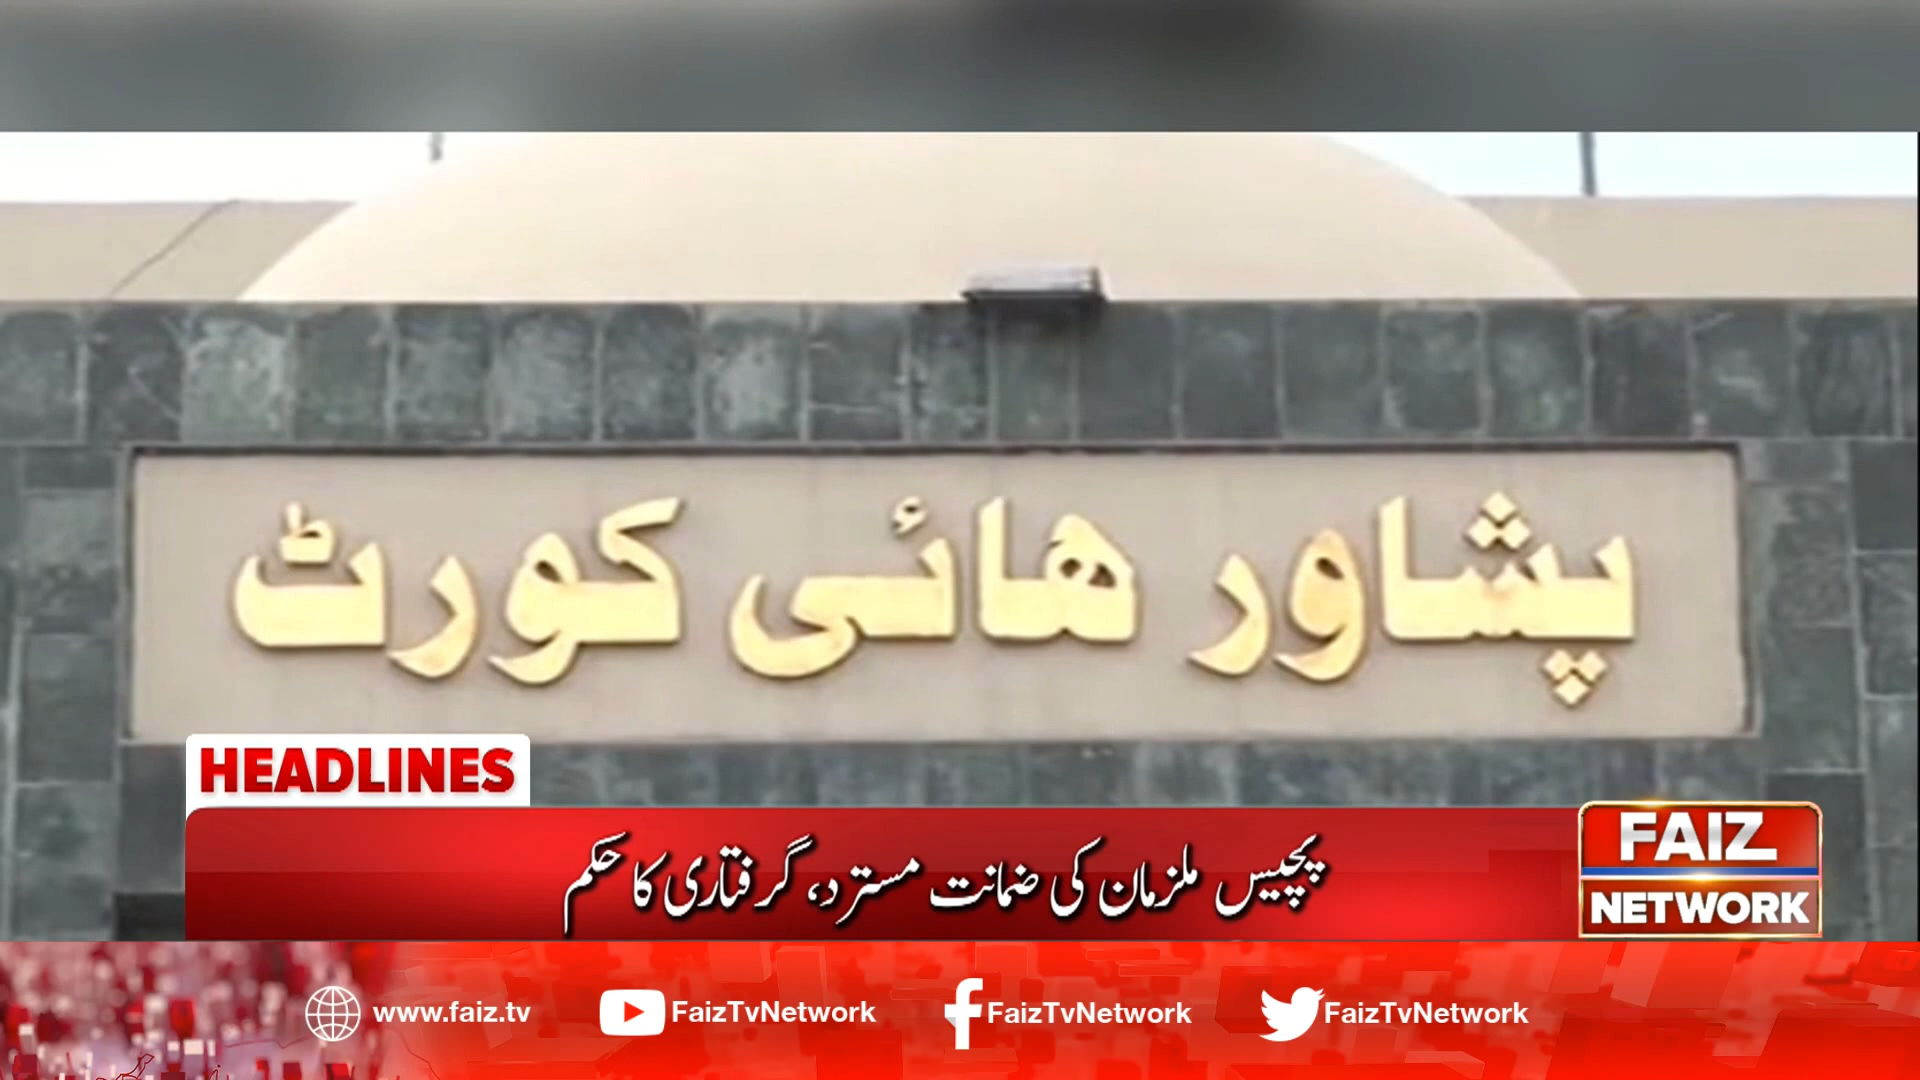 پشاور هائی کورٹ
HEADLINES
پچیس ملزمان کی ضمانت مسترد، گرفتاری کا حکم
FAIZ
NETWORK
www.faiz.tv
FaizTvNetwork
FaizTvNetwork
FaizTvNetwork